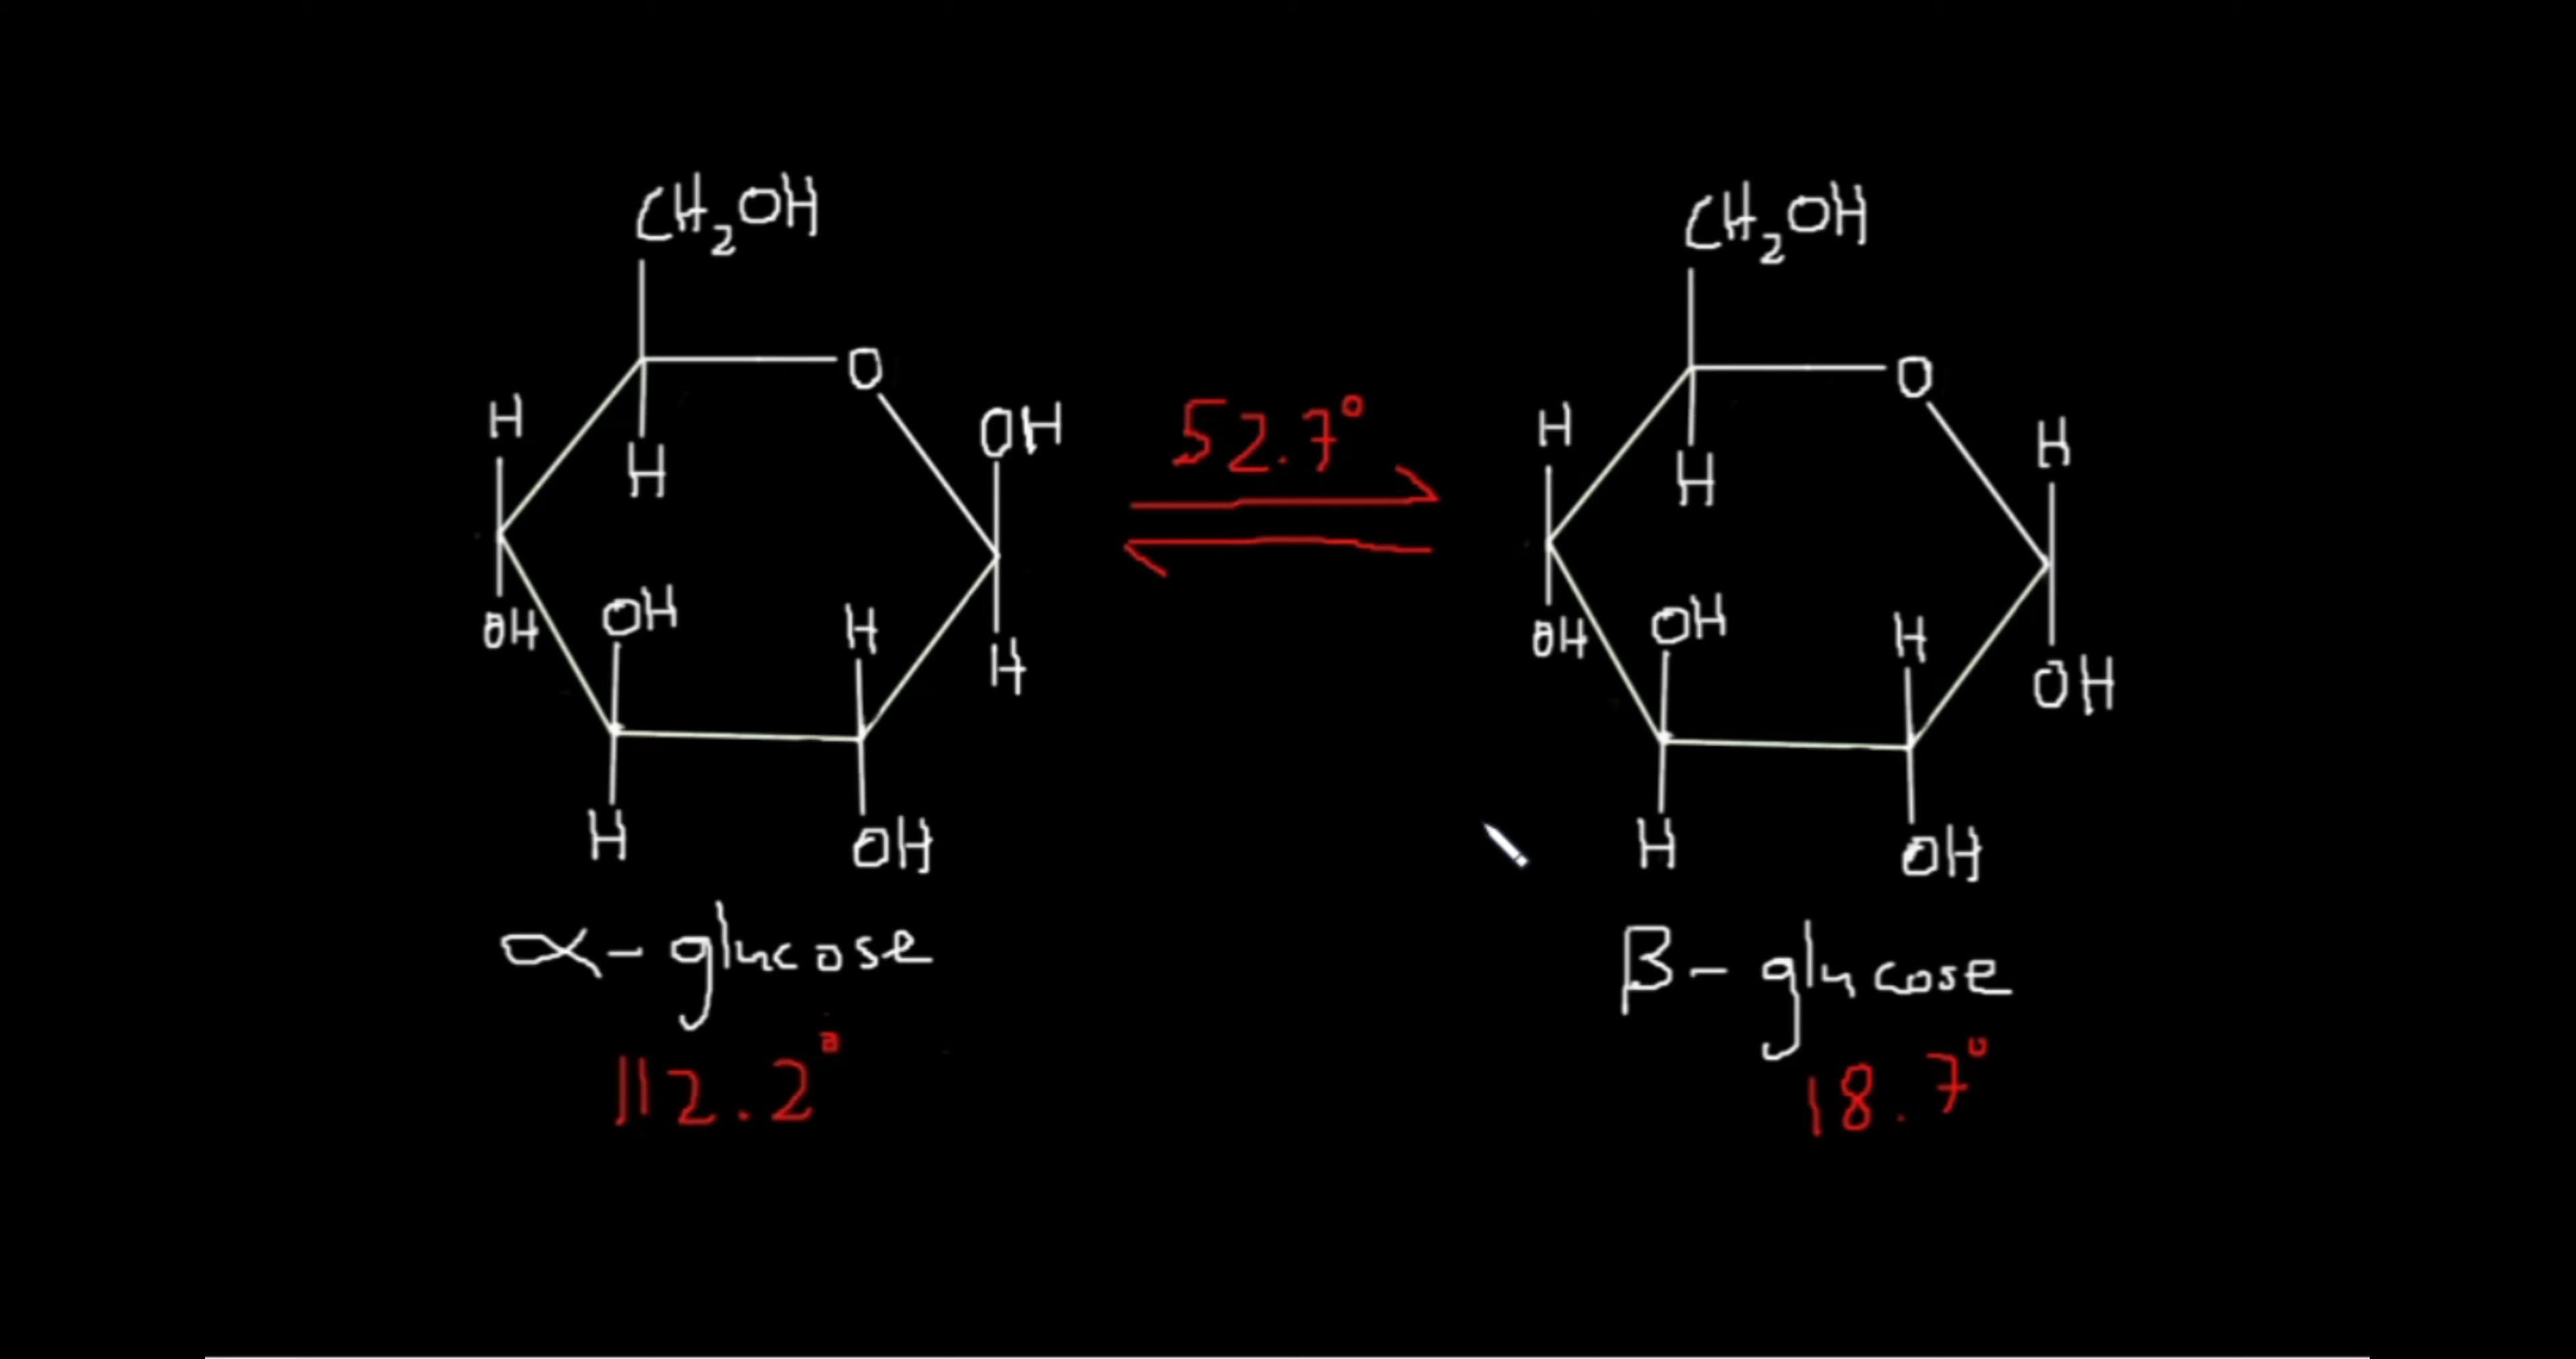 CH₂OH
O
H
OH
H
OH
OH
H
H
H
OH
α-glucose
112.2°
52.7°
CH₂OH
O
H
H
H
OH
OH
H
OH
H
OH
β-glucose
18.7°